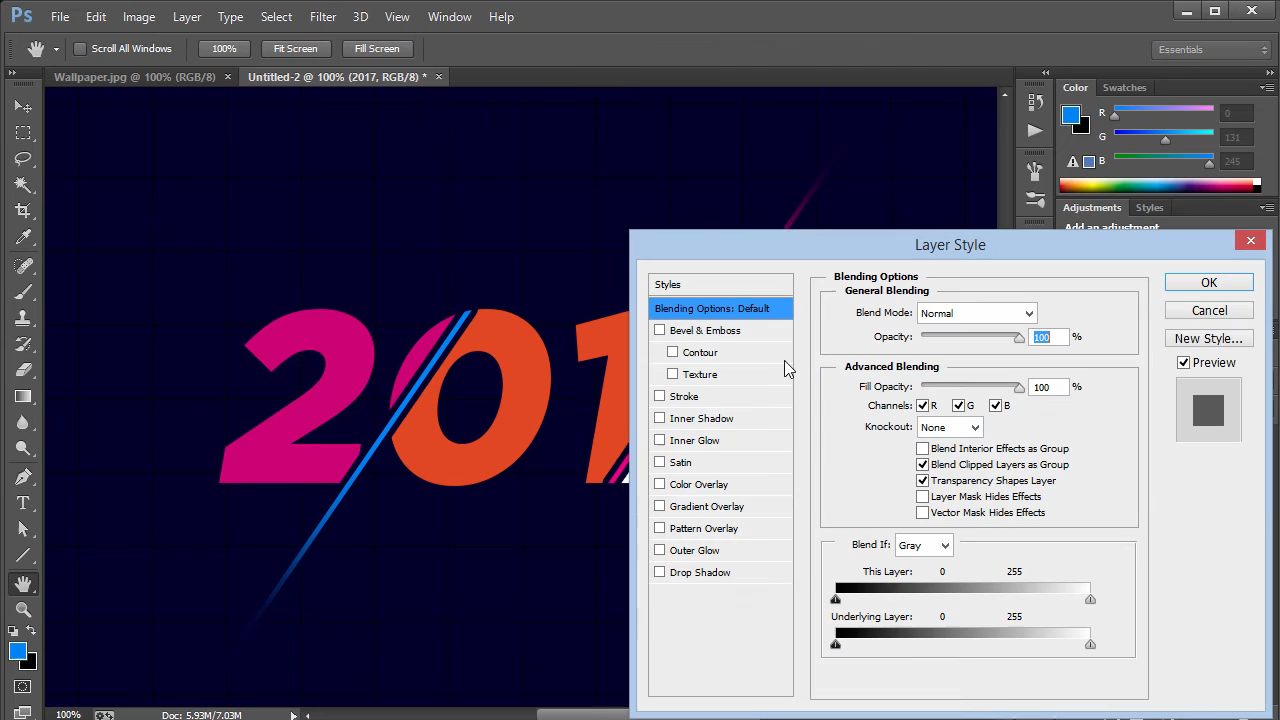 Ps File Edit Image Layer Type Select Filter 3D View Window Help
Scroll All Windows 100% Fit Screen Fill Screen Essentials
Wallpaper.jpg @ 100% (RGB/8) × Untitled-2 @ 100% (2017, RGB/8) * ×
Color Swatches
R 0
G 131
B 245
Adjustments Styles
Add an adjustment
201
Layer Style
Styles
Blending Options: Default
Bevel & Emboss
Contour
Texture
Stroke
Inner Shadow
Inner Glow
Satin
Color Overlay
Gradient Overlay
Pattern Overlay
Outer Glow
Drop Shadow
Blending Options
General Blending
Blend Mode: Normal
Opacity: 100 %
Advanced Blending
Fill Opacity: 100 %
Channels: R G B
Knockout: None
Blend Interior Effects as Group
Blend Clipped Layers as Group
Transparency Shapes Layer
Layer Mask Hides Effects
Vector Mask Hides Effects
Blend If: Gray
This Layer: 0 255
Underlying Layer: 0 255
OK
Cancel
New Style...
Preview
100% Doc: 5.93M/7.03M